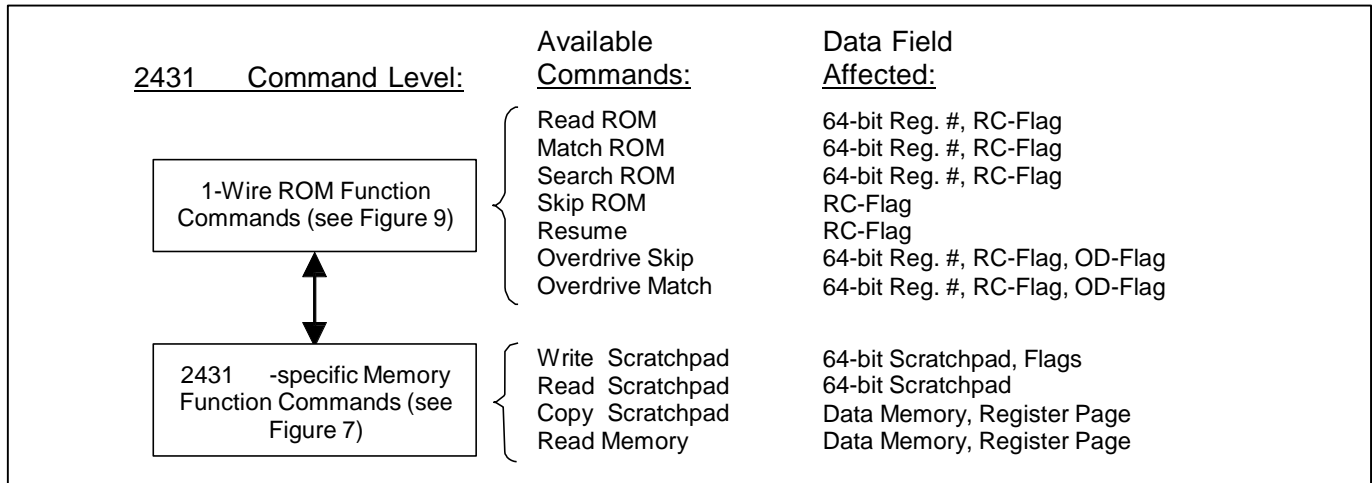 Available Data Field
2431 Command Level: Commands: Affected:
Read ROM 64-bit Reg. #, RC-Flag
Match ROM 64-bit Reg. #, RC-Flag
Search ROM 64-bit Reg. #, RC-Flag
Skip ROM RC-Flag
Resume RC-Flag
Overdrive Skip 64-bit Reg. #, RC-Flag, OD-Flag
Overdrive Match 64-bit Reg. #, RC-Flag, OD-Flag
1-Wire ROM Function
Commands (see Figure 9)
Write Scratchpad 64-bit Scratchpad, Flags
Read Scratchpad 64-bit Scratchpad
Copy Scratchpad Data Memory, Register Page
Read Memory Data Memory, Register Page
2431 -specific Memory
Function Commands (see
Figure 7)